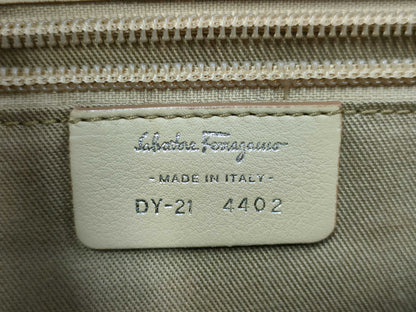 Salvatore Ferragamo
- MADE IN ITALY -
DY-21 4402